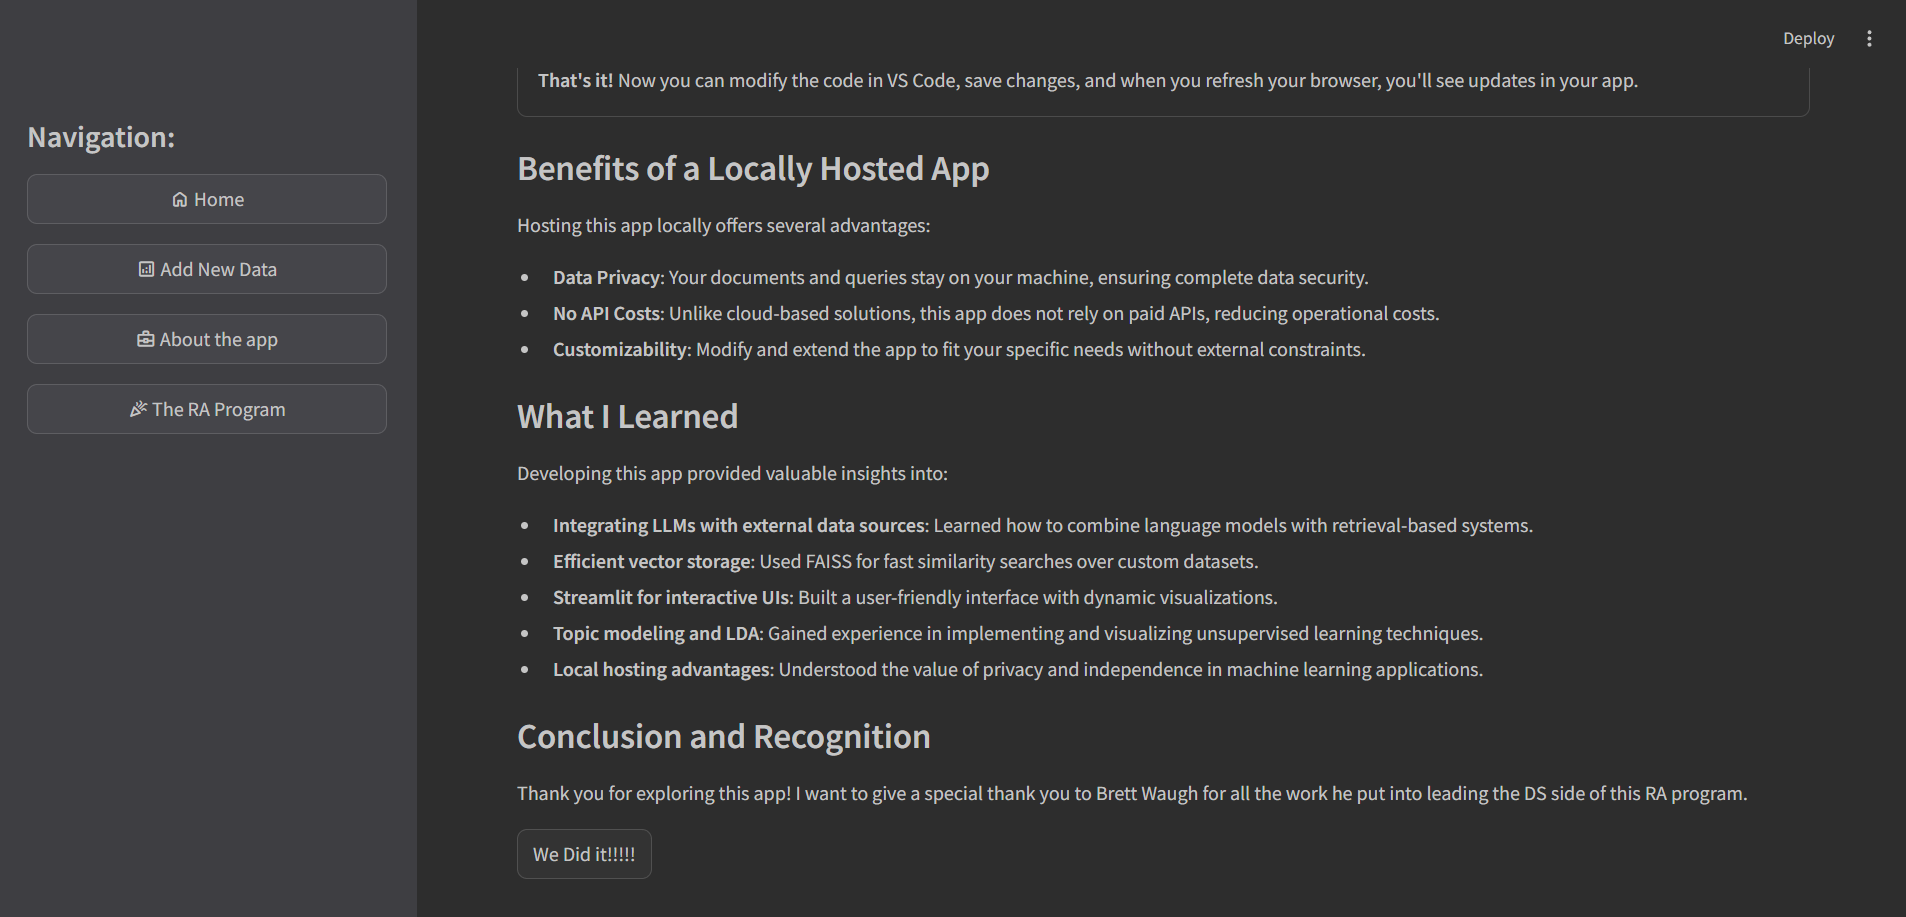 Deploy
Navigation:
Home
Add New Data
About the app
The RA Program
That's it! Now you can modify the code in VS Code, save changes, and when you refresh your browser, you'll see updates in your app.
Benefits of a Locally Hosted App
Hosting this app locally offers several advantages:
• Data Privacy: Your documents and queries stay on your machine, ensuring complete data security.
• No API Costs: Unlike cloud-based solutions, this app does not rely on paid APIs, reducing operational costs.
• Customizability: Modify and extend the app to fit your specific needs without external constraints.
What I Learned
Developing this app provided valuable insights into:
• Integrating LLMs with external data sources: Learned how to combine language models with retrieval-based systems.
• Efficient vector storage: Used FAISS for fast similarity searches over custom datasets.
• Streamlit for interactive UIs: Built a user-friendly interface with dynamic visualizations.
• Topic modeling and LDA: Gained experience in implementing and visualizing unsupervised learning techniques.
• Local hosting advantages: Understood the value of privacy and independence in machine learning applications.
Conclusion and Recognition
Thank you for exploring this app! I want to give a special thank you to Brett Waugh for all the work he put into leading the DS side of this RA program.
We Did it!!!!!